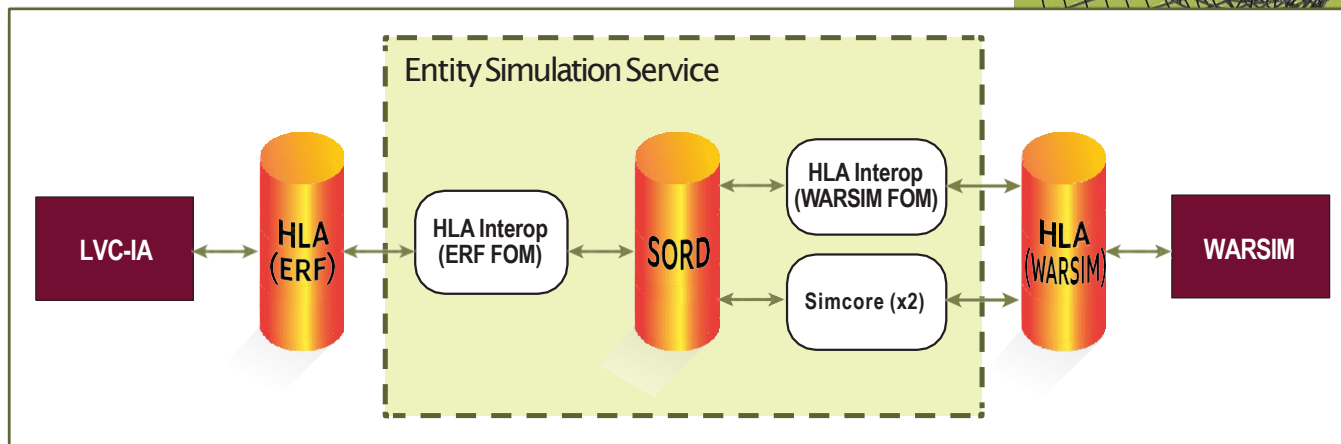 Entity Simulation Service
LVC-IA
HLA
(ERF)
HLA Interop
(ERF FOM)
SORD
HLA Interop
(WARSIM FOM)
Simcore (x2)
HLA
(WARSIM)
WARSIM